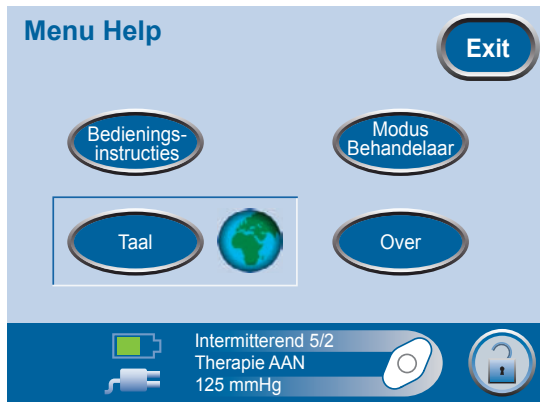 Menu Help
Exit
Bedienings-
instructies
Modus
Behandelaar
Taal
Over
Intermitterend 5/2
Therapie AAN
125 mmHg